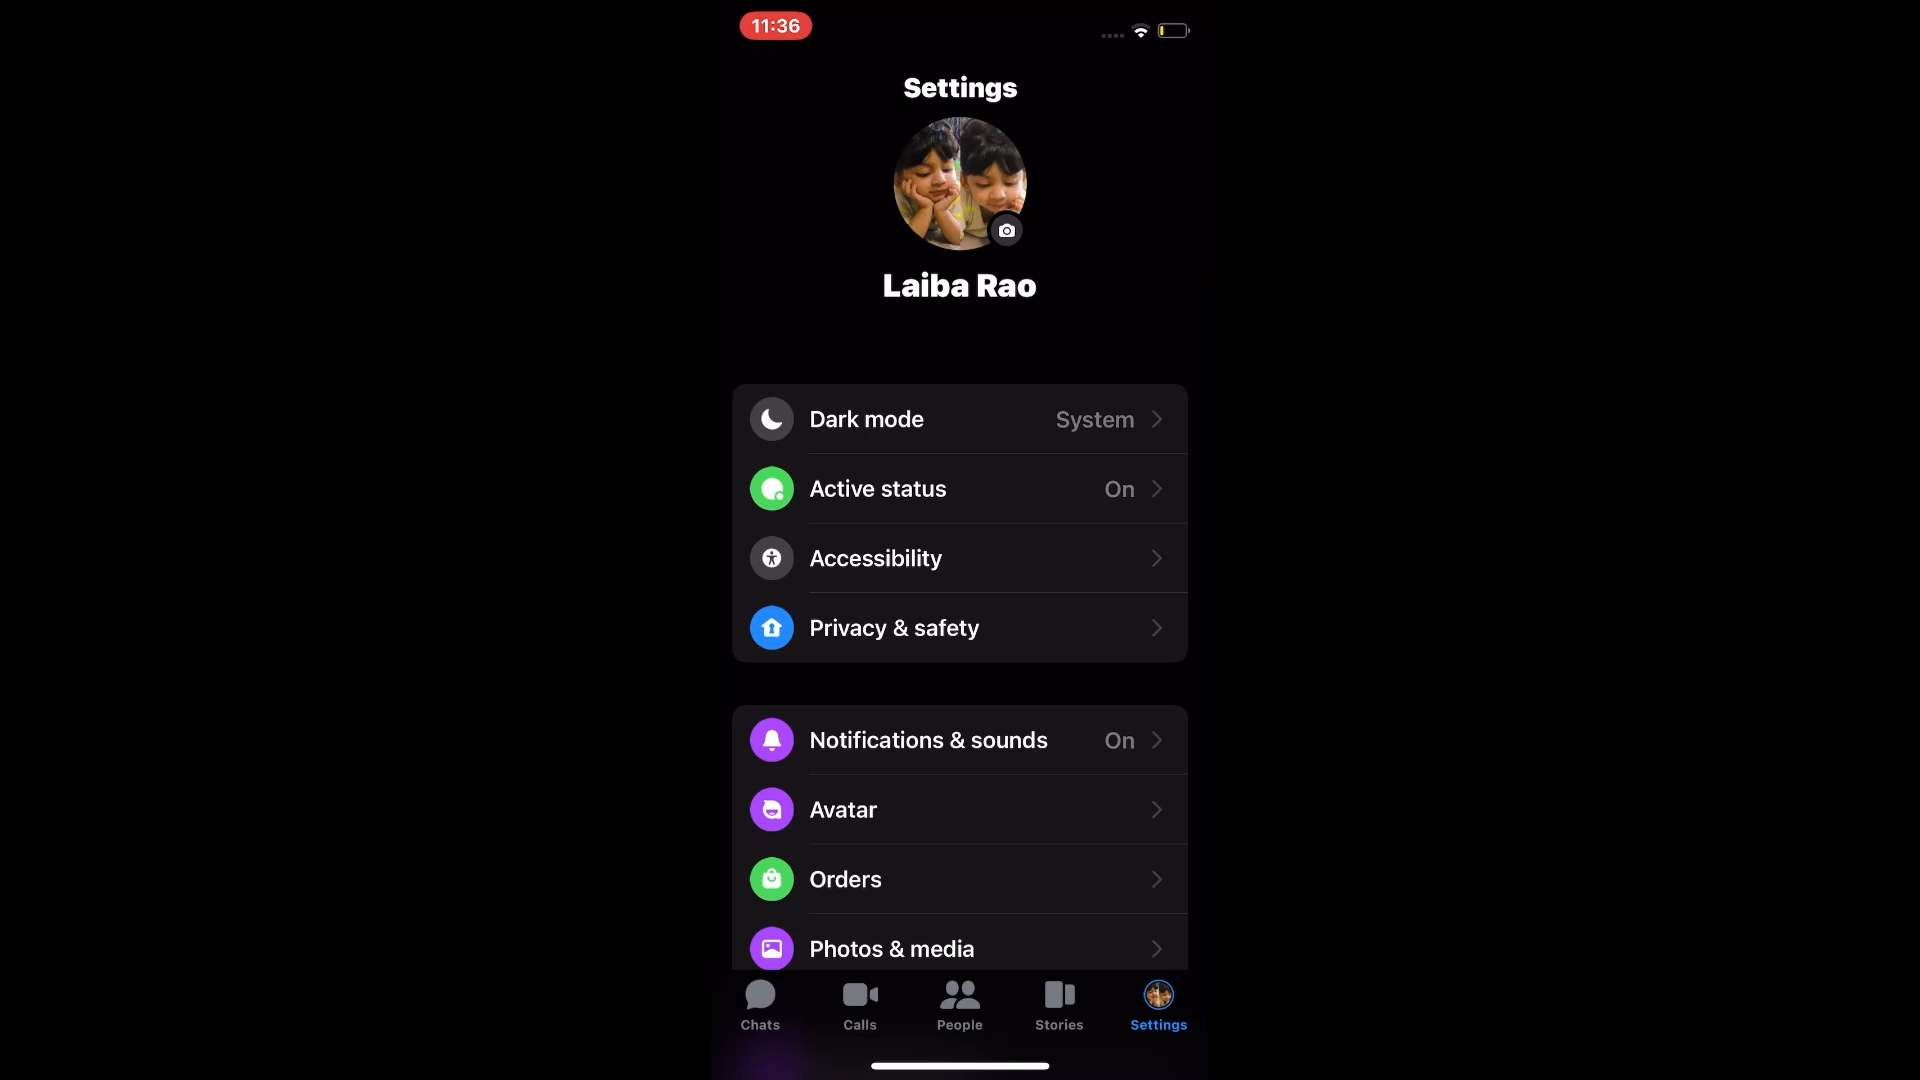 11:36
Settings
Laiba Rao
Dark mode System
Active status On
Accessibility
Privacy & safety
Notifications & sounds On
Avatar
Orders
Photos & media
Chats Calls People Stories Settings